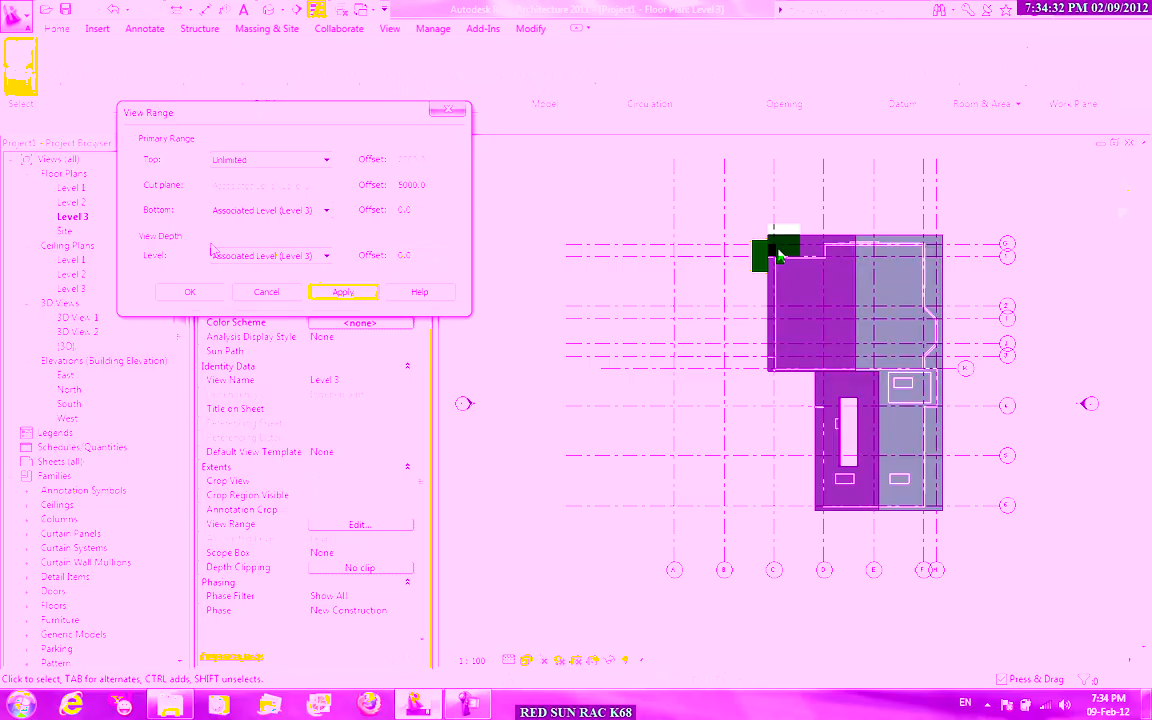 7:34:32 PM 02/09/2012
Autodesk Revit Architecture 2011 - [Project1 - Floor Plan: Level 3]
Home Insert Annotate Structure Massing & Site Collaborate View Manage Add-Ins Modify
Select Model Circulation Opening Datum Room & Area Work Plane
Project1 - Project Browser
Views (all)
Floor Plans
Level 1
Level 2
Level 3
Site
Ceiling Plans
Level 1
Level 2
Level 3
3D Views
3D View 1
3D View 2
{3D}
Elevations (Building Elevation)
East
North
South
West
Legends
Schedules/Quantities
Sheets (all)
Families
Annotation Symbols
Ceilings
Columns
Curtain Panels
Curtain Systems
Curtain Wall Mullions
Detail Items
Doors
Floors
Furniture
Generic Models
Parking
Pattern
View Range
Primary Range
Top: Unlimited Offset:
Cut plane: Offset: 5000.0
Bottom: Associated Level (Level 3) Offset: 0.0
View Depth
Level: Associated Level (Level 3) Offset: 0.0
OK Cancel Apply Help
Color Scheme <none>
Analysis Display Style None
Sun Path
Identity Data
View Name Level 3
Title on Sheet
Default View Template None
Extents
Crop View
Crop Region Visible
Annotation Crop
View Range Edit...
Scope Box None
Depth Clipping No clip
Phasing
Phase Filter Show All
Phase New Construction
A B C D E F H
1 : 100
Click to select, TAB for alternates, CTRL adds, SHIFT unselects.
Press & Drag
:0
EN
7:34 PM
09-Feb-12
RED SUN RAC K68